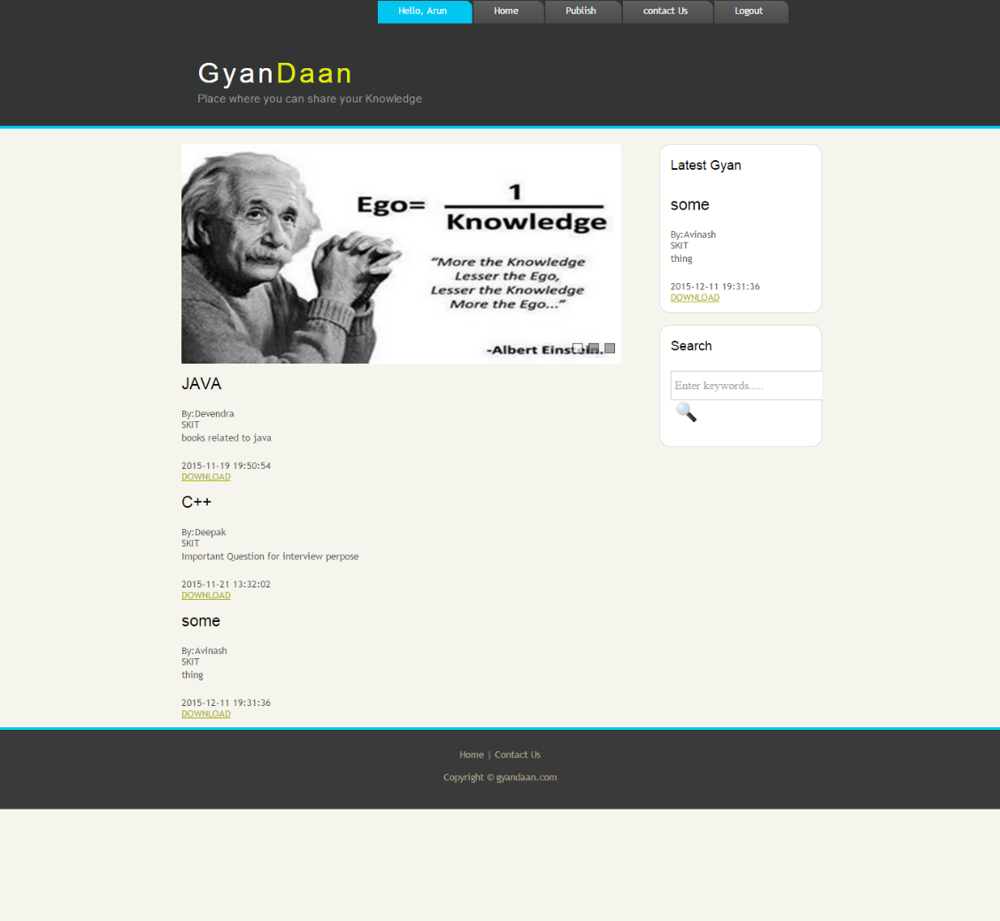 Hello, Arun Home Publish contact Us Logout
GyanDaan
Place where you can share your Knowledge
Ego= 1
Knowledge
"More the Knowledge
Lesser the Ego,
Lesser the Knowledge
More the Ego..."
-Albert Einstein.
JAVA
By:Devendra
SKIT
books related to java
2015-11-19 19:50:54
DOWNLOAD
C++
By:Deepak
SKIT
Important Question for interview perpose
2015-11-21 13:32:02
DOWNLOAD
some
By:Avinash
SKIT
thing
2015-12-11 19:31:36
DOWNLOAD
Latest Gyan
some
By:Avinash
SKIT
thing
2015-12-11 19:31:36
DOWNLOAD
Search
Enter keywords.....
Home | Contact Us
Copyright © gyandaan.com